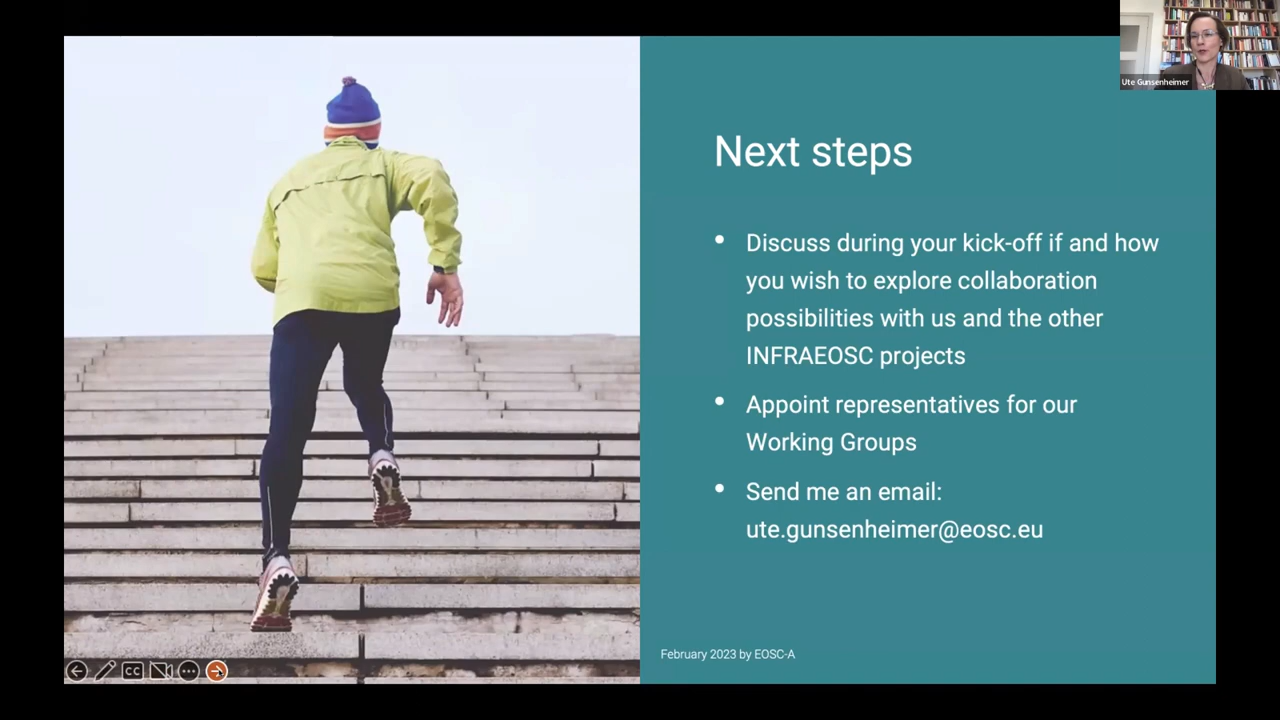 Ute Gunsenheimer
Next steps
• Discuss during your kick-off if and how
you wish to explore collaboration
possibilities with us and the other
INFRAEOSC projects
• Appoint representatives for our
Working Groups
• Send me an email:
ute.gunsenheimer@eosc.eu
February 2023 by EOSC-A
CC